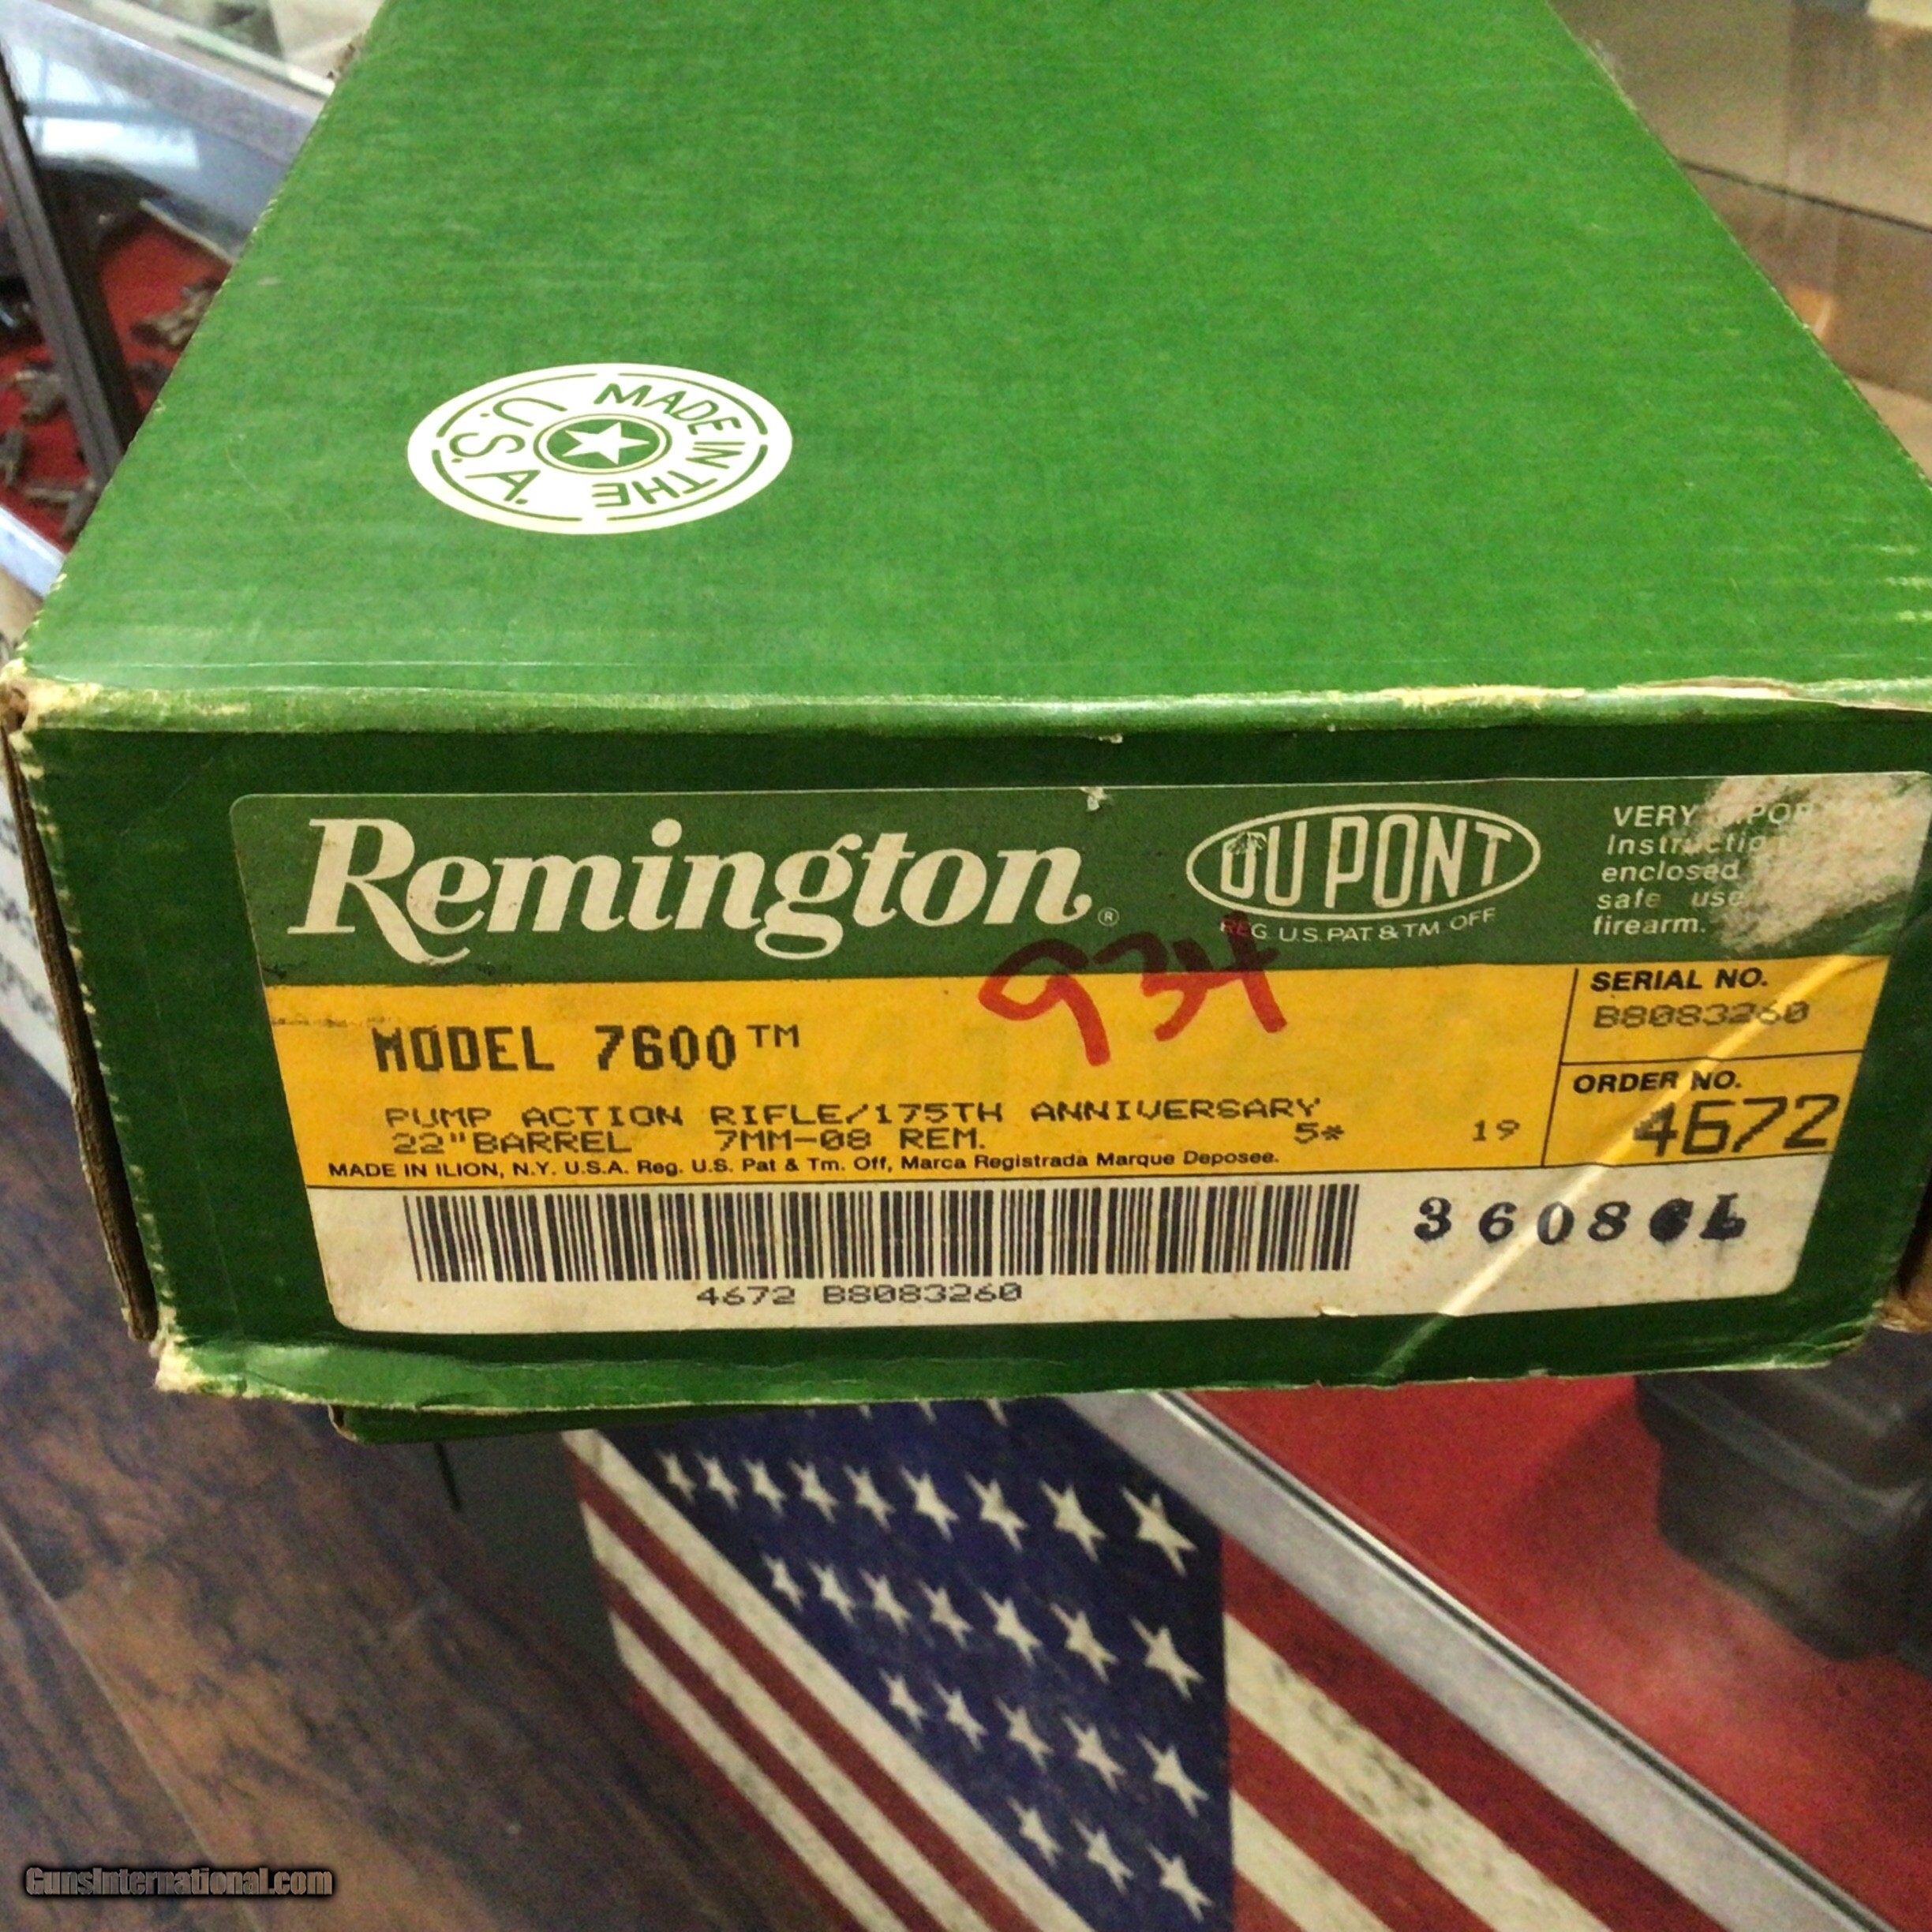 MADE IN THE U.S.A.
Remington®
DU PONT
REG. U.S. PAT. & TM. OFF
VERY
Instructio
enclosed
safe use
firearm.
934
MODEL 7600™
SERIAL NO.
B8083260
PUMP ACTION RIFLE/175TH ANNIVERSARY
22"BARREL 7MM-08 REM. 5* 19
ORDER NO.
4672
MADE IN ILION, N.Y. U.S.A. Reg. U.S. Pat & Tm. Off, Marca Registrada Marque Deposee.
4672 B8083260
GunsInternational.com